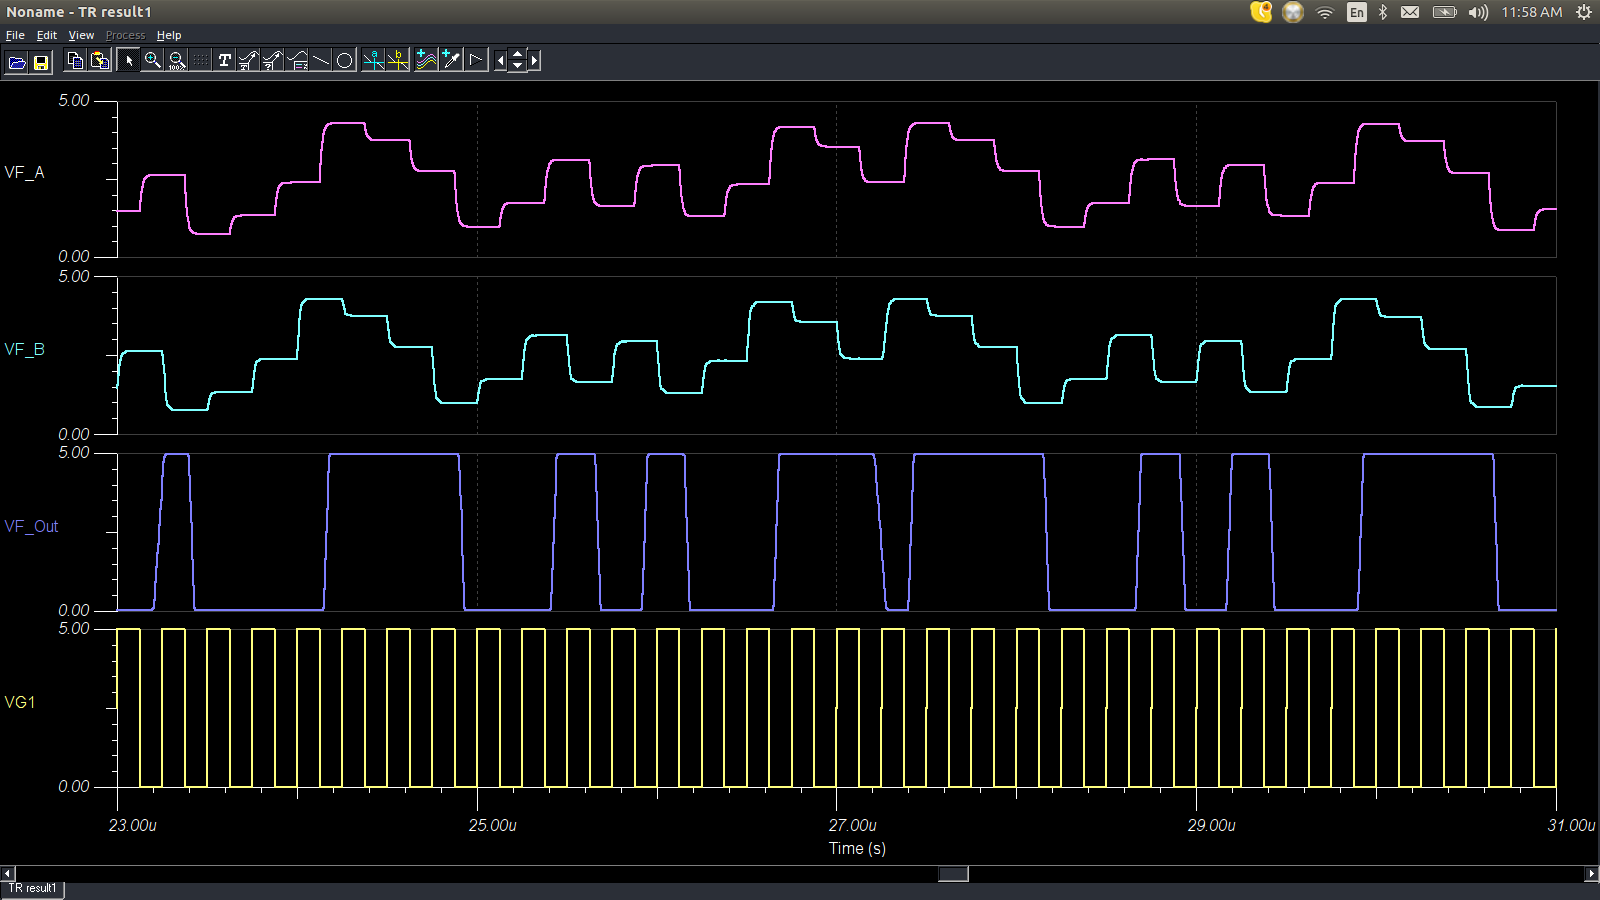 Noname - TR result1
En
11:58 AM
File Edit View Process Help
100%
T
a
b
5.00
VF_A
0.00
5.00
VF_B
0.00
5.00
VF_Out
0.00
5.00
VG1
0.00
23.00u 25.00u 27.00u 29.00u 31.00u
Time (s)
TR result1